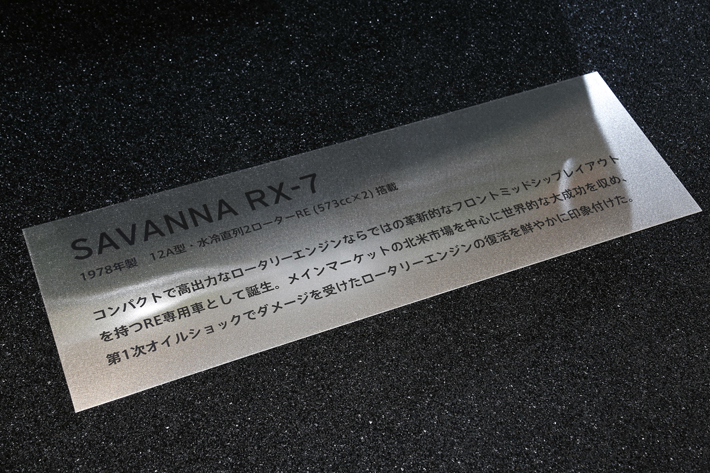 SAVANNA RX-7
1978年製　12A型・水冷直列2ローターRE (573cc×2) 搭載
コンパクトで高出力なロータリーエンジンならではの革新的なフロントミッドシップレイアウト
を持つRE専用車として誕生。メインマーケットの北米市場を中心に世界的な大成功を収め、
第1次オイルショックでダメージを受けたロータリーエンジンの復活を鮮やかに印象付けた。